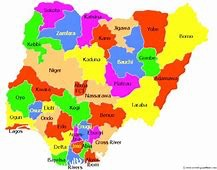 Sokoto
Katsina
Jigawa
Yobe
Borno
Zamfara
Kano
Kebbi
Kaduna
Bauchi
Gombe
Adamawa
Niger
Plateau
Nassarawa
Taraba
Kwara
Oyo
Kogi
Benue
Osun
Ekiti
Ogun
Ondo
Edo
Enugu
Lagos
Delta
Cross River
Bayelsa
Rivers